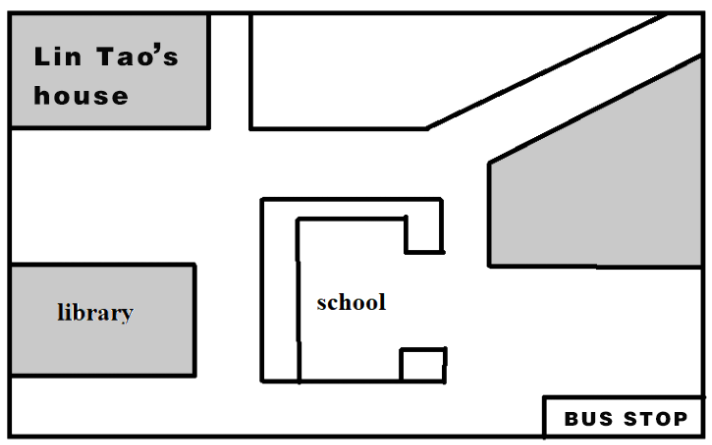 Lin Tao's
house
library
school
BUS STOP